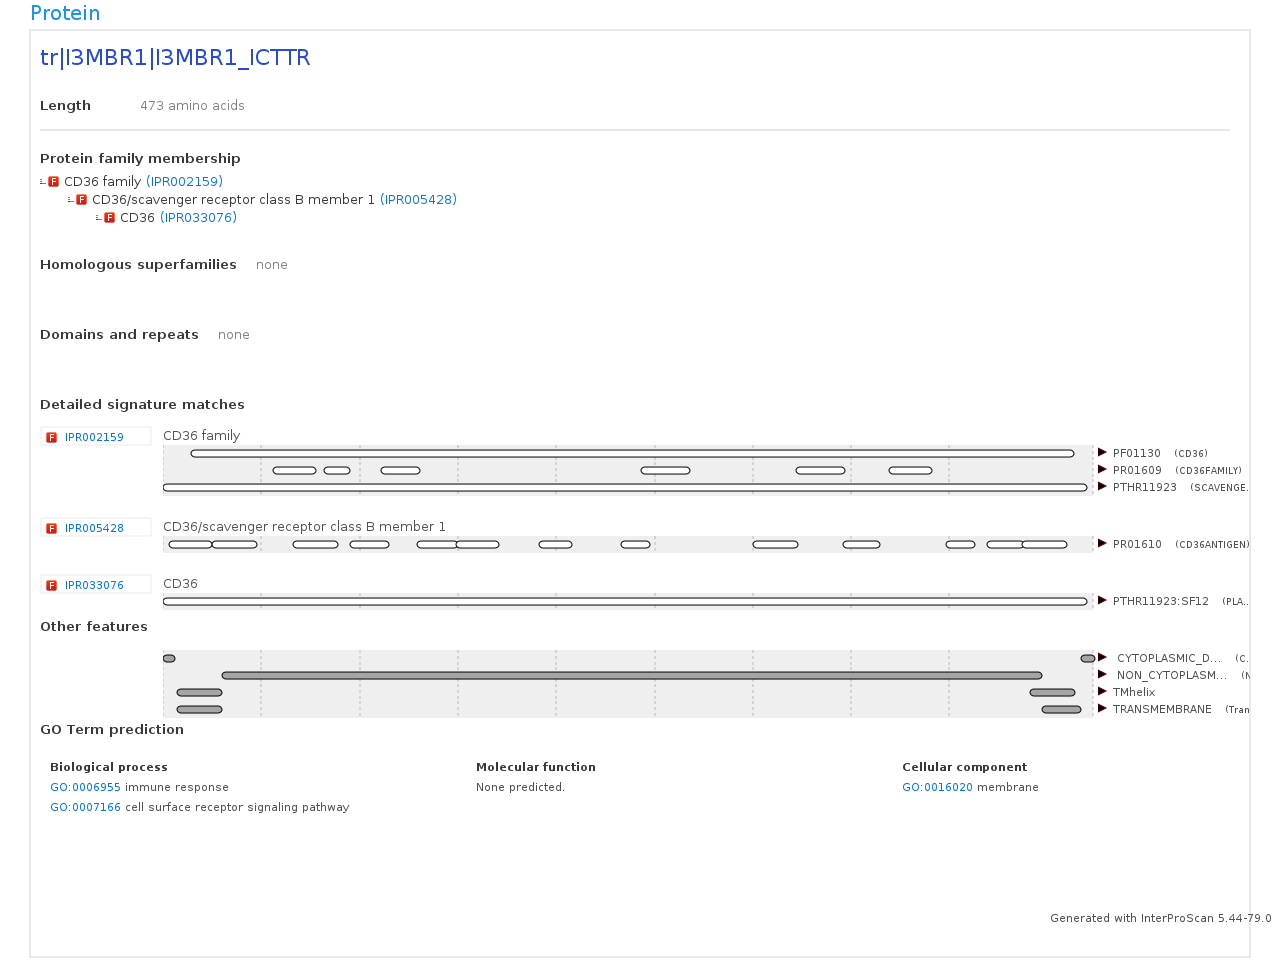 Protein
tr|I3MBR1|I3MBR1_ICTTR
Length 473 amino acids
Protein family membership
F CD36 family (IPR002159)
F CD36/scavenger receptor class B member 1 (IPR005428)
F CD36 (IPR033076)
Homologous superfamilies none
Domains and repeats none
Detailed signature matches
F IPR002159 CD36 family
PF01130 (CD36)
PR01609 (CD36FAMILY)
PTHR11923 (SCAVENGE.
F IPR005428 CD36/scavenger receptor class B member 1
PR01610 (CD36ANTIGEN)
F IPR033076 CD36
PTHR11923:SF12 (PLA..
Other features
CYTOPLASMIC_D... (C.
NON_CYTOPLASM... (N
TMhelix
TRANSMEMBRANE (Tran
GO Term prediction
Biological process Molecular function Cellular component
GO:0006955 immune response None predicted. GO:0016020 membrane
GO:0007166 cell surface receptor signaling pathway
Generated with InterProScan 5.44-79.0